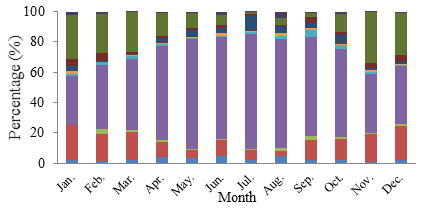 100
80
60
40
20
0
Percentage (%)
Jan. Feb. Mar. Apr. May. Jun. Jul. Aug. Sep. Oct. Nov. Dec.
Month